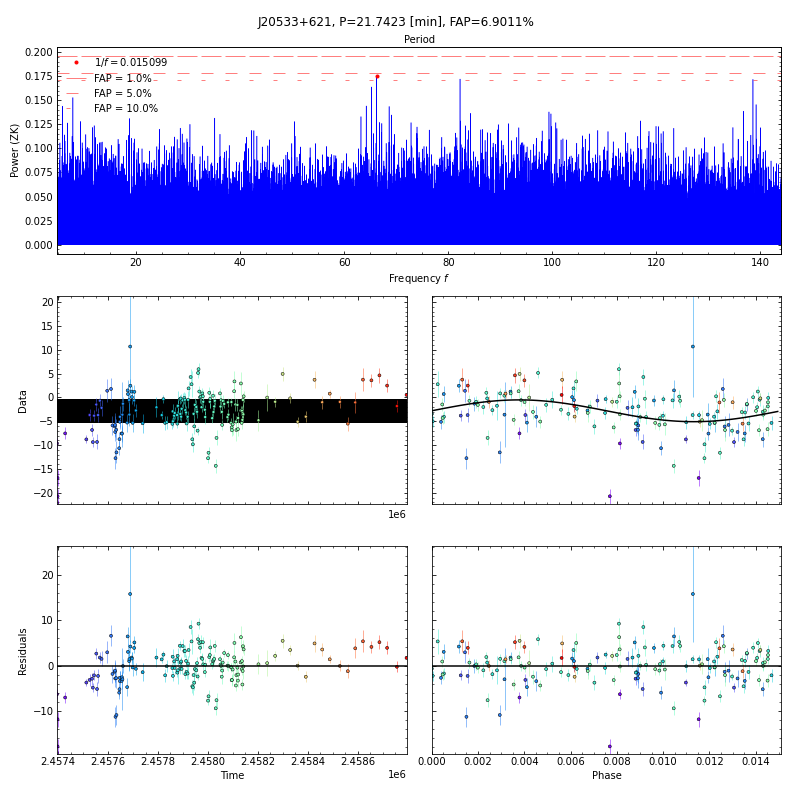 J20533+621, P=21.7423 [min], FAP=6.9011%
Period
0.200
0.175
0.150
0.125
0.100
0.075
0.050
0.025
0.000
Power (ZK)
1/f = 0.015099
FAP = 1.0%
FAP = 5.0%
FAP = 10.0%
20 40 60 80 100 120 140
Frequency f
20
15
10
5
0
−5
−10
−15
−20
Data
1e6
20
10
0
−10
Residuals
2.4574 2.4576 2.4578 2.4580 2.4582 2.4584 2.4586
1e6
Time
0.000 0.002 0.004 0.006 0.008 0.010 0.012 0.014
Phase